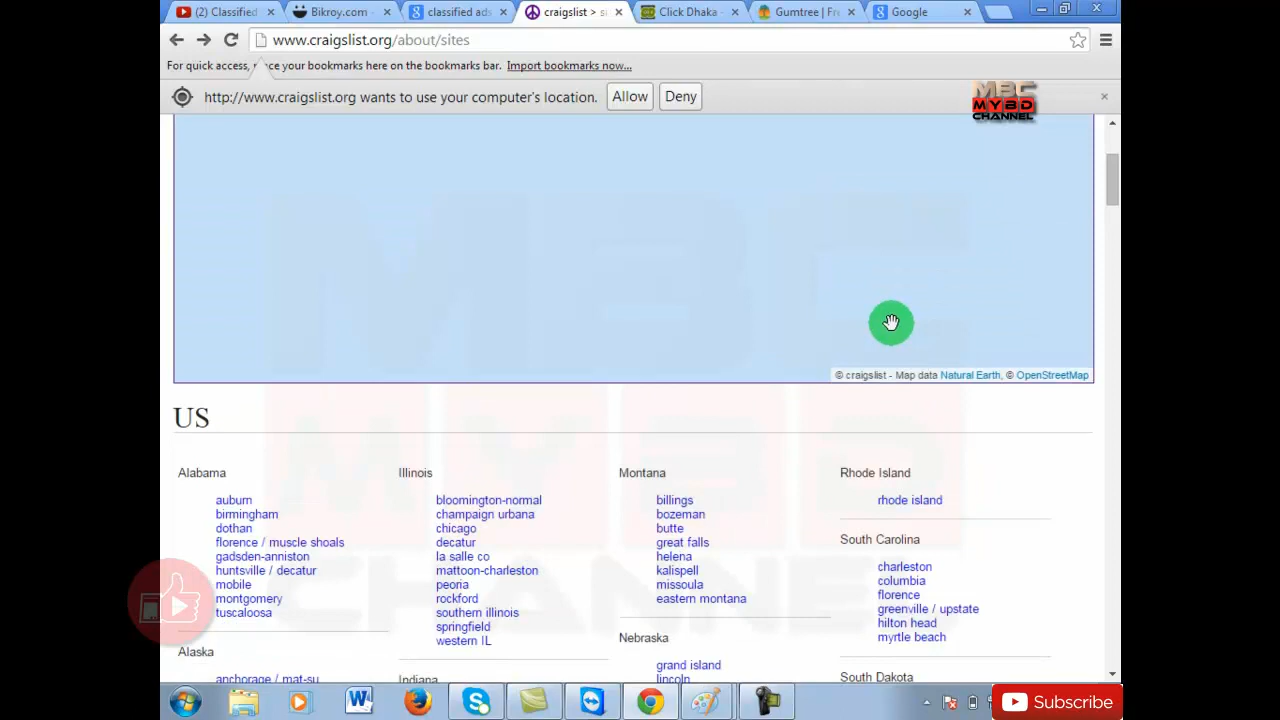 (2) Classified
Bikroy.com -
classified ads
craigslist > si
Click Dhaka -
Gumtree | Fre
Google
www.craigslist.org/about/sites
For quick access, place your bookmarks here on the bookmarks bar. Import bookmarks now...
http://www.craigslist.org wants to use your computer's location. Allow Deny
MBC
MYBD
CHANNEL
© craigslist - Map data Natural Earth, © OpenStreetMap
US
Alabama
auburn
birmingham
dothan
florence / muscle shoals
gadsden-anniston
huntsville / decatur
mobile
montgomery
tuscaloosa
Alaska
anchorage / mat-su
Illinois
bloomington-normal
champaign urbana
chicago
decatur
la salle co
mattoon-charleston
peoria
rockford
southern illinois
springfield
western IL
Indiana
Montana
billings
bozeman
butte
great falls
helena
kalispell
missoula
eastern montana
Nebraska
grand island
lincoln
Rhode Island
rhode island
South Carolina
charleston
columbia
florence
greenville / upstate
hilton head
myrtle beach
South Dakota
MBC
MYBD
CHANNEL
Subscribe